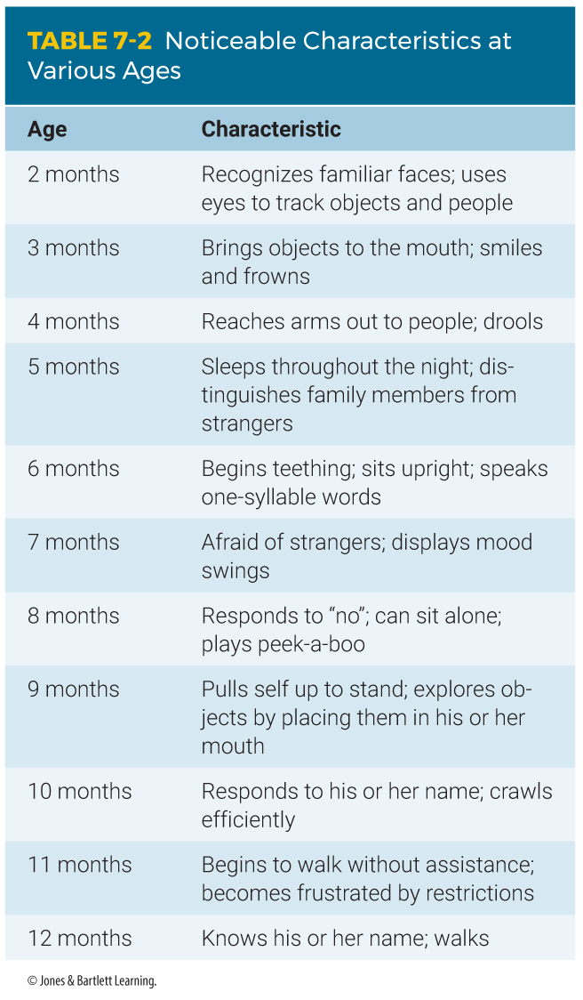 TABLE 7-2 Noticeable Characteristics at
Various Ages
Age Characteristic
2 months Recognizes familiar faces; uses
eyes to track objects and people
3 months Brings objects to the mouth; smiles
and frowns
4 months Reaches arms out to people; drools
5 months Sleeps throughout the night; dis-
tinguishes family members from
strangers
6 months Begins teething; sits upright; speaks
one-syllable words
7 months Afraid of strangers; displays mood
swings
8 months Responds to “no”; can sit alone;
plays peek-a-boo
9 months Pulls self up to stand; explores ob-
jects by placing them in his or her
mouth
10 months Responds to his or her name; crawls
efficiently
11 months Begins to walk without assistance;
becomes frustrated by restrictions
12 months Knows his or her name; walks
© Jones & Bartlett Learning.